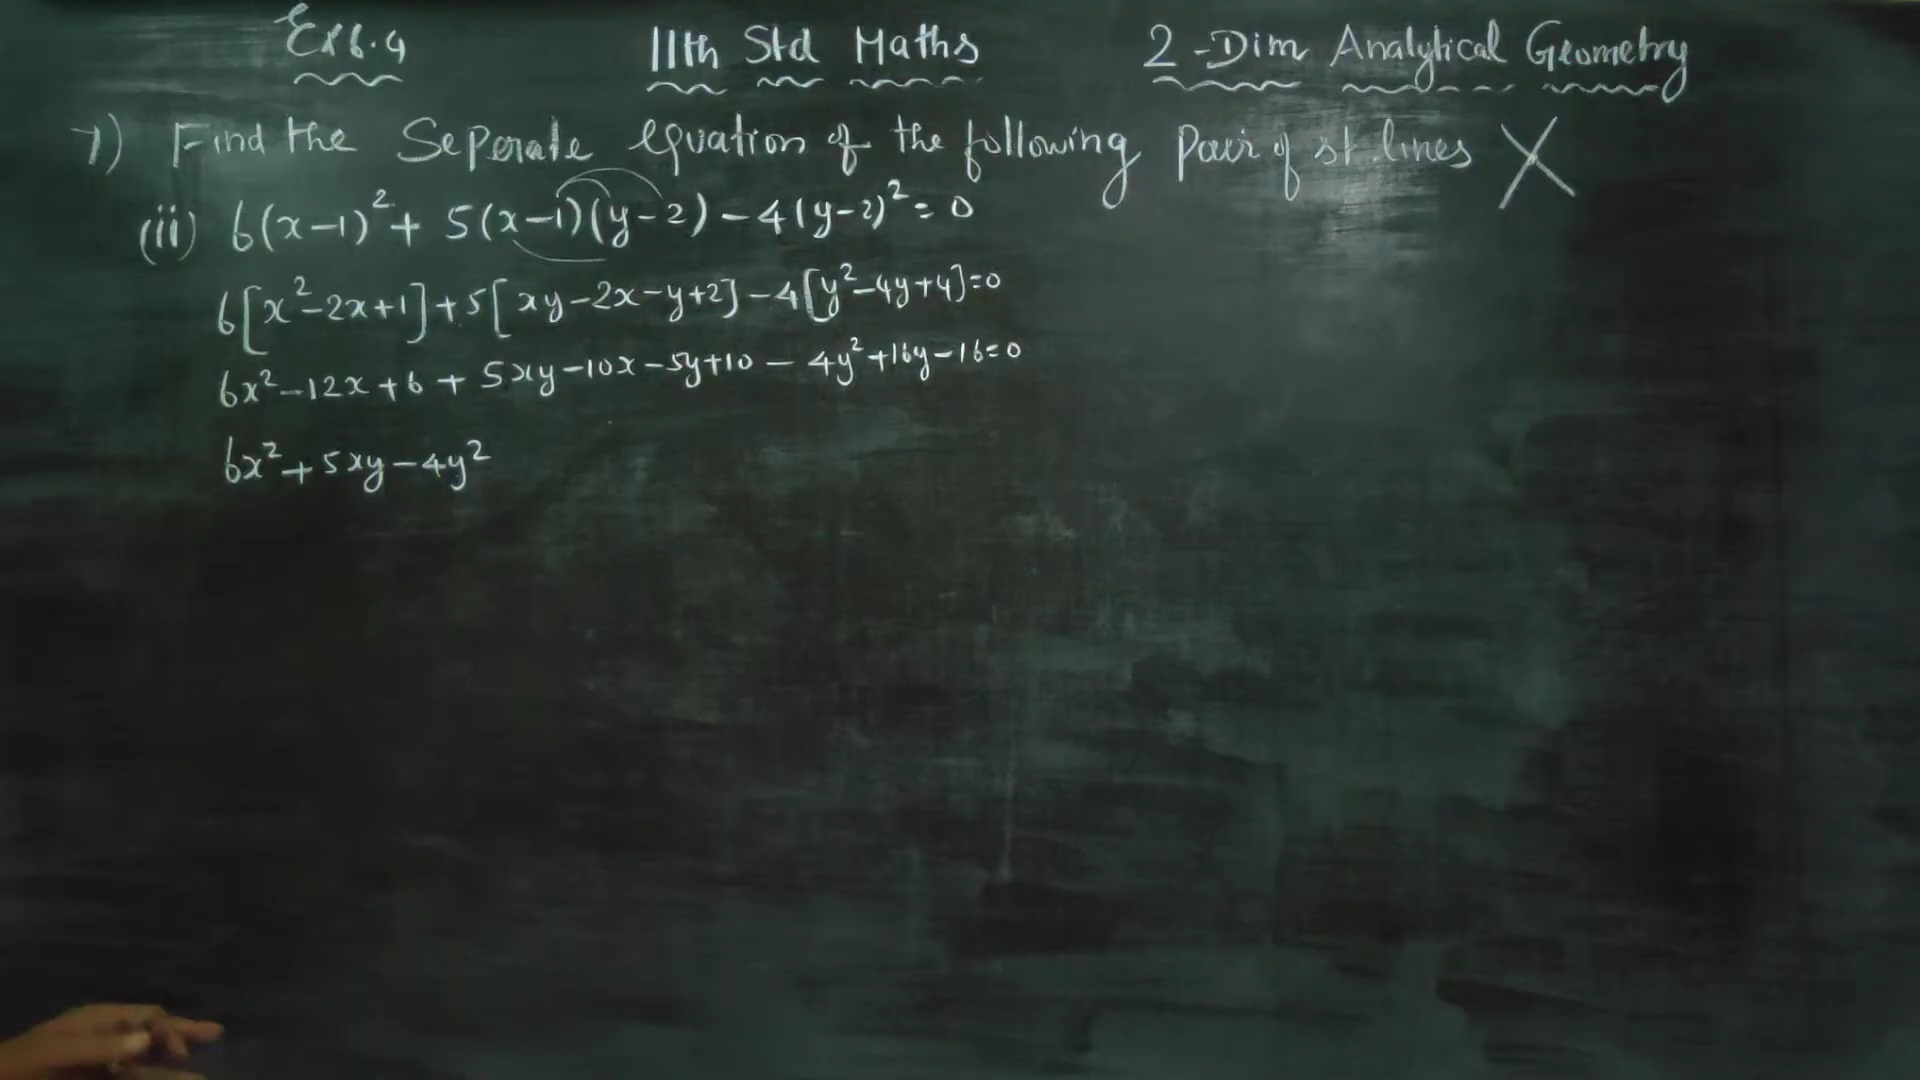 Ex 6.4 11th Std Maths 2-Dim Analytical Geometry
7) Find the Seperate equation of the following Pair of st. lines X
(ii) 6(x-1)² + 5(x-1)(y-2) - 4(y-2)² = 0
6[x²-2x+1] + 5[xy-2x-y+2] - 4[y²-4y+4] = 0
6x²-12x+6 + 5xy-10x-5y+10 - 4y²+16y-16=0
6x²+5xy-4y²